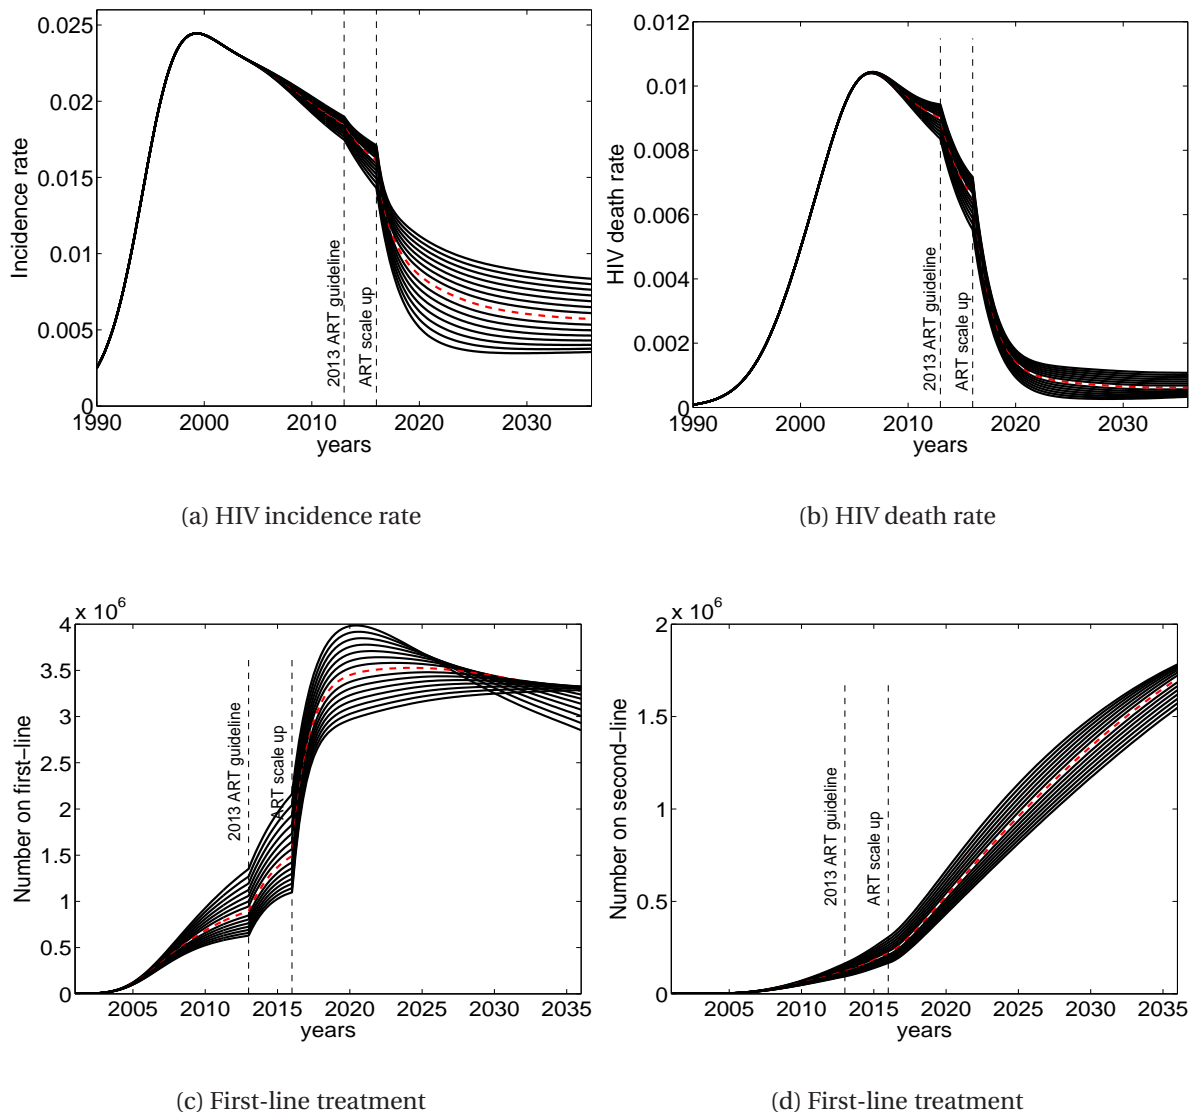 0.025
0.02
0.015
0.01
0.005
0
Incidence rate
2013 ART guideline
ART scale up
1990 2000 2010 2020 2030
years
(a) HIV incidence rate
0.012
0.01
0.008
0.006
0.004
0.002
0
HIV death rate
2013 ART guideline
ART scale up
1990 2000 2010 2020 2030
years
(b) HIV death rate
x 10^6
4
3.5
3
2.5
2
1.5
1
0.5
0
Number on first−line
2013 ART guideline
ART scale up
2005 2010 2015 2020 2025 2030 2035
years
(c) First-line treatment
x 10^6
2
1.5
1
0.5
0
Number on second−line
2013 ART guideline
ART scale up
2005 2010 2015 2020 2025 2030 2035
years
(d) First-line treatment